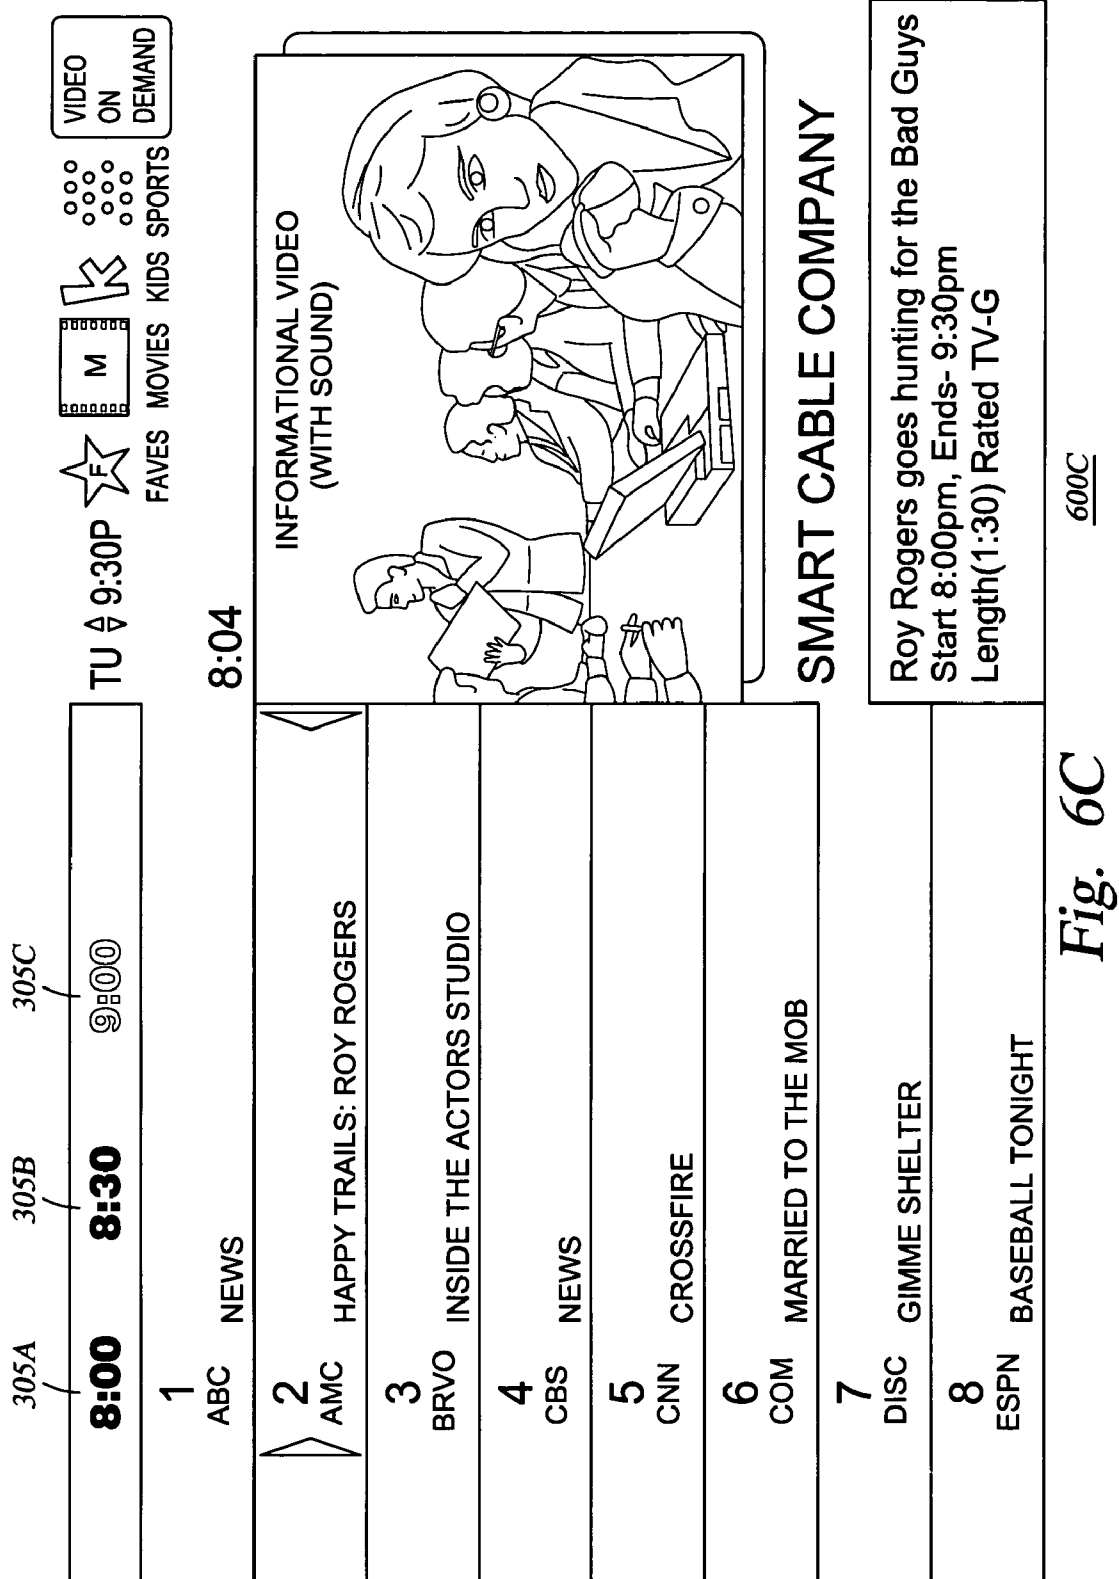 305A
305B
305C
8:00
8:30
9:00
TU 9:30P
F
FAVES
M
MOVIES
K
KIDS
SPORTS
VIDEO
ON
DEMAND
8:04
1
ABC NEWS
2
AMC HAPPY TRAILS: ROY ROGERS
3
BRVO INSIDE THE ACTORS STUDIO
4
CBS NEWS
5
CNN CROSSFIRE
6
COM MARRIED TO THE MOB
7
DISC GIMME SHELTER
8
ESPN BASEBALL TONIGHT
INFORMATIONAL VIDEO
(WITH SOUND)
SMART CABLE COMPANY
Roy Rogers goes hunting for the Bad Guys
Start 8:00pm, Ends- 9:30pm
Length(1:30) Rated TV-G
600C
Fig. 6C